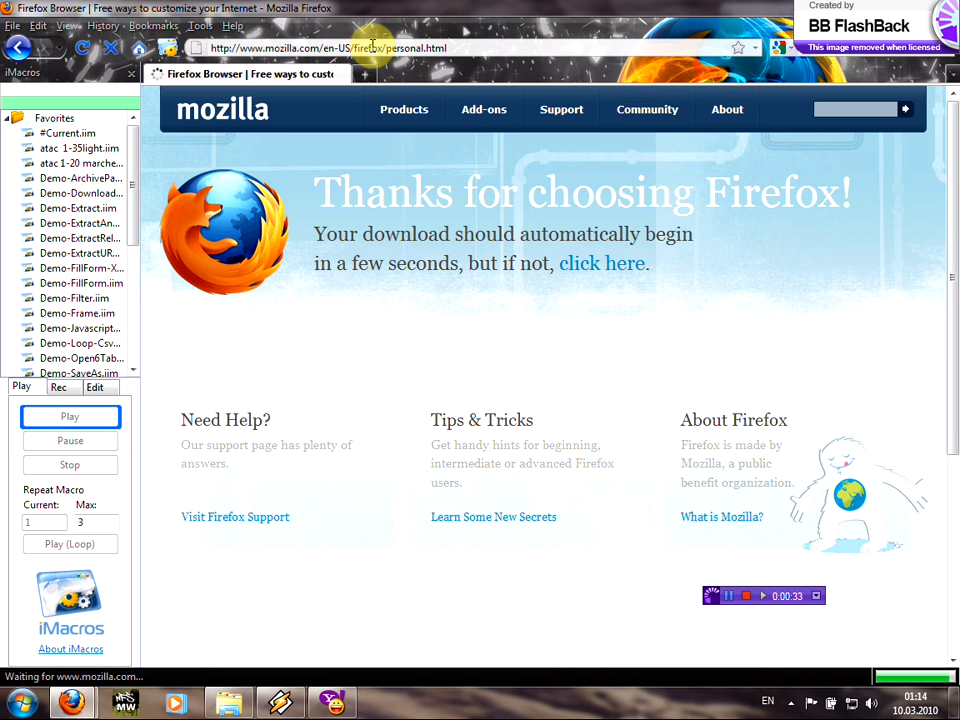 Firefox Browser | Free ways to customize your Internet - Mozilla Firefox
Created by
BB FlashBack
This image removed when licensed
File Edit View History Bookmarks Tools Help
http://www.mozilla.com/en-US/firefox/personal.html
iMacros
Firefox Browser | Free ways to custo
mozilla
Products
Add-ons
Support
Community
About
Favorites
#Current.iim
atac 1-35light.iim
atac 1-20 marche...
Demo-ArchivePa...
Demo-Download...
Demo-Extract.iim
Demo-ExtractAn...
Demo-ExtractRel...
Demo-ExtractUR...
Demo-FillForm-X...
Demo-FillForm.iim
Demo-Filter.iim
Demo-Frame.iim
Demo-Javascript...
Demo-Loop-Csv...
Demo-Open6Tab...
Demo-SaveAs.iim
Thanks for choosing Firefox!
Your download should automatically begin
in a few seconds, but if not, click here.
Play Rec Edit
Play
Pause
Stop
Repeat Macro
Current: Max:
1 3
Play (Loop)
iMacros
About iMacros
Need Help?
Our support page has plenty of
answers.
Visit Firefox Support
Tips & Tricks
Get handy hints for beginning,
intermediate or advanced Firefox
users.
Learn Some New Secrets
About Firefox
Firefox is made by
Mozilla, a public
benefit organization.
What is Mozilla?
0:00:33
Waiting for www.mozilla.com...
NFS
MW
EN
01:14
10.03.2010